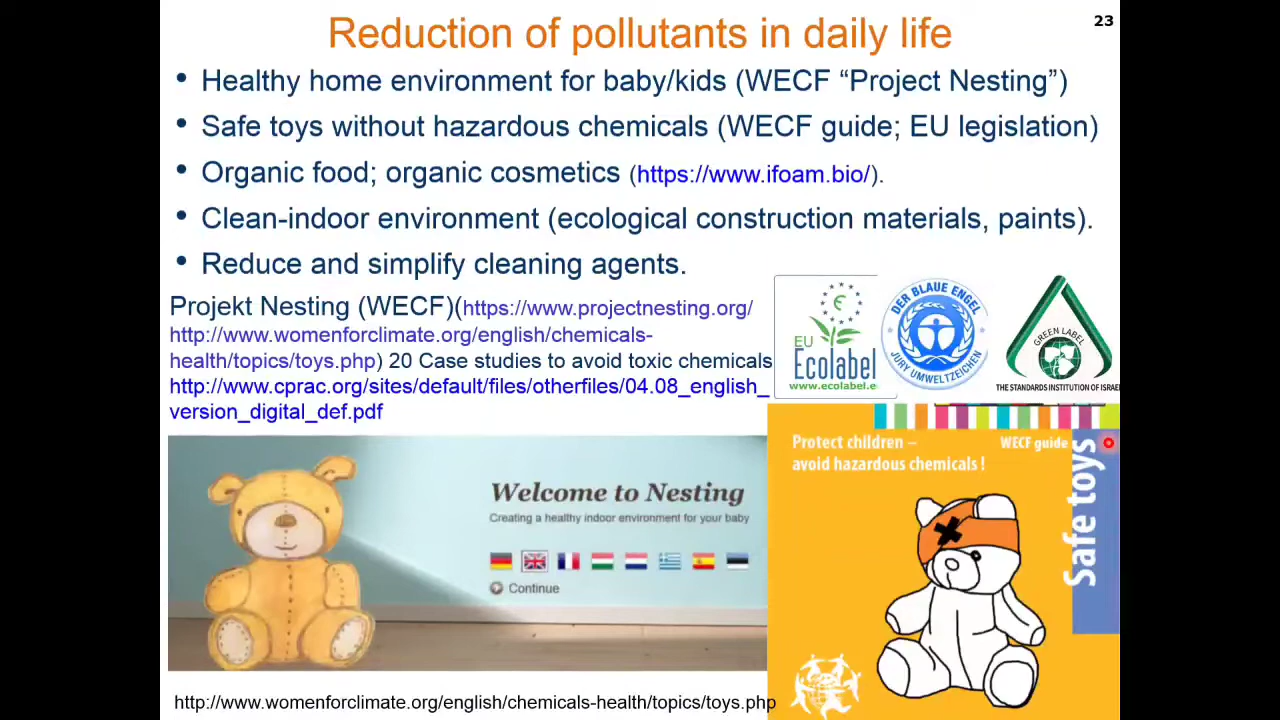 23
Reduction of pollutants in daily life
• Healthy home environment for baby/kids (WECF “Project Nesting”)
• Safe toys without hazardous chemicals (WECF guide; EU legislation)
• Organic food; organic cosmetics (https://www.ifoam.bio/).
• Clean-indoor environment (ecological construction materials, paints).
• Reduce and simplify cleaning agents.
Projekt Nesting (WECF)(https://www.projectnesting.org/
http://www.womenforclimate.org/english/chemicals-
health/topics/toys.php) 20 Case studies to avoid toxic chemicals
http://www.cprac.org/sites/default/files/otherfiles/04.08_english_
version_digital_def.pdf
EU
Ecolabel
www.ecolabel.e
DER BLAUE ENGEL
JURY UMWELTZEICHEN
GREEN LABEL
THE STANDARDS INSTITUTION OF ISRAEL
Welcome to Nesting
Creating a healthy indoor environment for your baby
Continue
Protect children –
avoid hazardous chemicals !
WECF guide
Safe toys
http://www.womenforclimate.org/english/chemicals-health/topics/toys.php